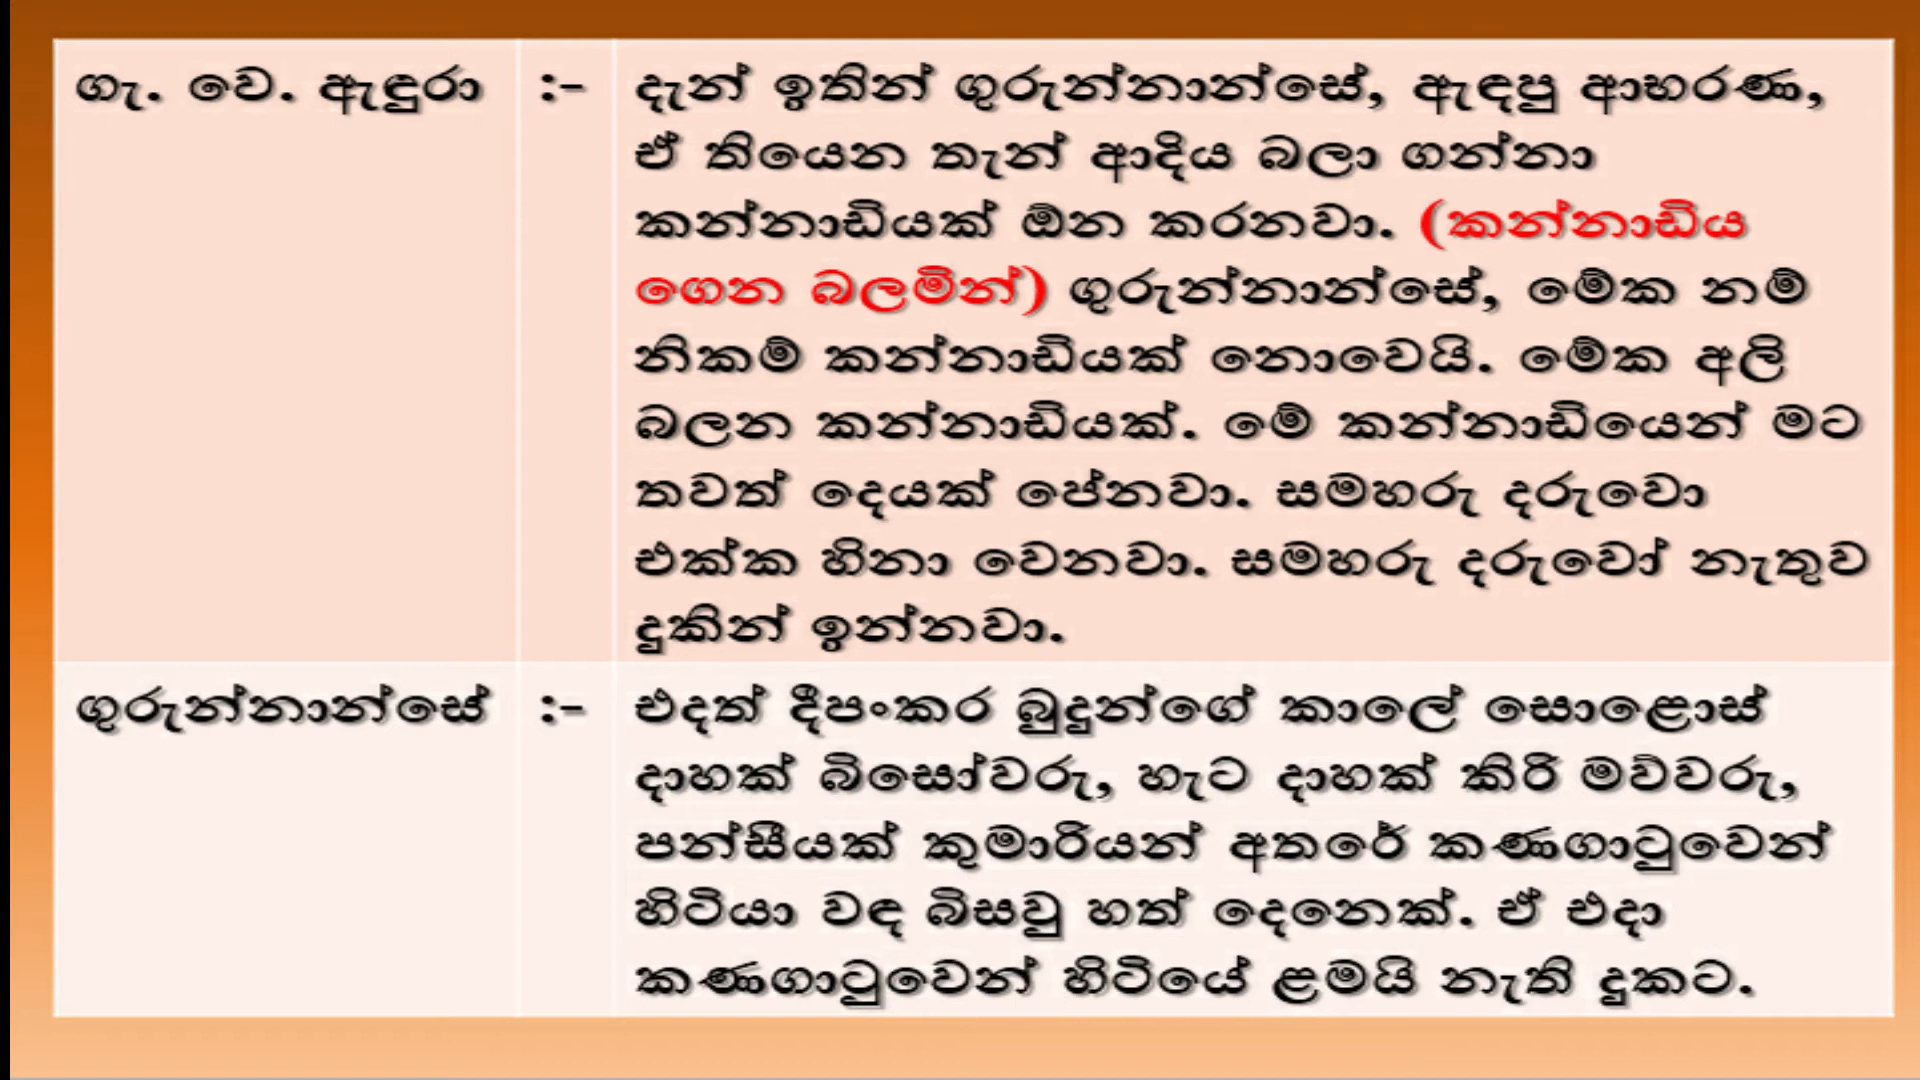 ගැ. වෙ. ඇඳුරා :- දැන් ඉතින් ගුරුන්නාන්සේ, ඇඳපු ආභරණ,
ඒ තියෙන තැන් ආදිය බලා ගන්නා
කන්නාඩියක් ඕන කරනවා. (කන්නාඩිය
ගෙන බලමින්) ගුරුන්නාන්සේ, මේක නම්
නිකම් කන්නාඩියක් නොවෙයි. මේක අලි
බලන කන්නාඩියක්. මේ කන්නාඩියෙන් මට
තවත් දෙයක් පේනවා. සමහරු දරුවො
එක්ක හිනා වෙනවා. සමහරු දරුවෝ නැතුව
දුකින් ඉන්නවා.
ගුරුන්නාන්සේ :- එදත් දීපංකර බුදුන්ගේ කාලේ සොළොස්
දාහක් බිසෝවරු, හැට දාහක් කිරි මව්වරු,
පන්සීයක් කුමාරියන් අතරේ කණගාටුවෙන්
හිටියා වඳ බිසවු හත් දෙනෙක්. ඒ එදා
කණගාටුවෙන් හිටියේ ළමයි නැති දුකට.